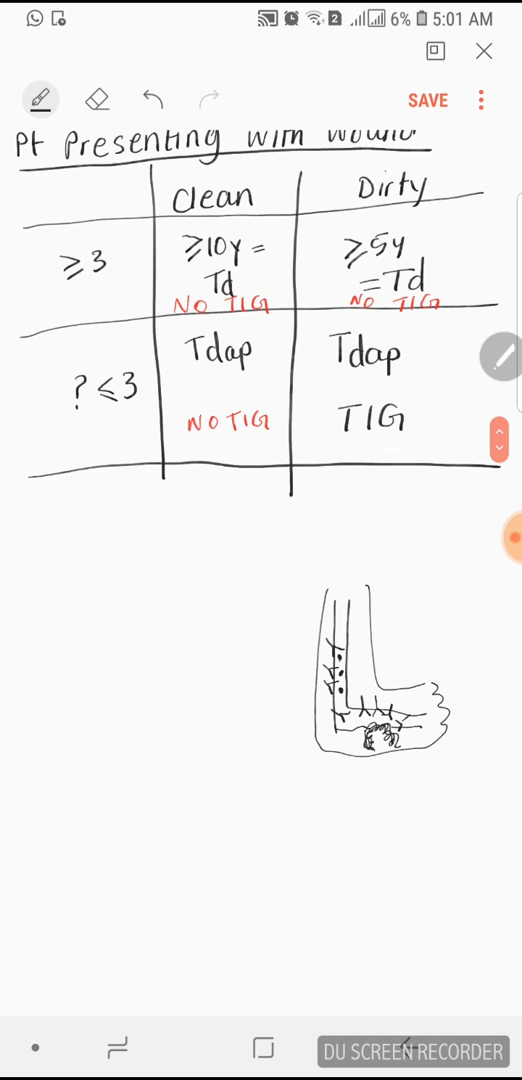 2 6% 5:01 AM
SAVE
Pt Presenting with wound
Clean Dirty
≥3 ≥10Y = ≥5Y
Td =Td
NO TIG NO TIG
Tdap Tdap
? ≤3
NO TIG TIG
DU SCREEN RECORDER